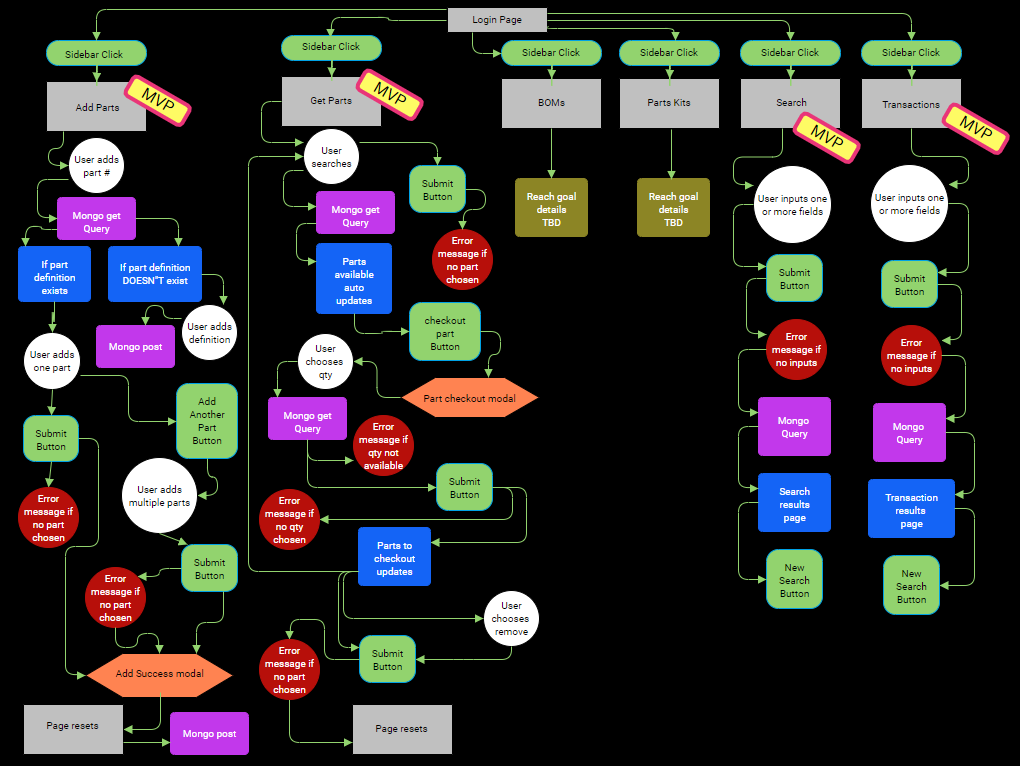 Login Page
Sidebar Click
Sidebar Click
Sidebar Click
Sidebar Click
Sidebar Click
Sidebar Click
Add Parts
MVP
Get Parts
MVP
BOMs
Parts Kits
Search
MVP
Transactions
MVP
User adds
part #
Mongo get
Query
If part
definition
exists
If part definition
DOESN"T exist
User adds
definition
Mongo post
User adds
one part
Add
Another
Part
Button
Submit
Button
Error
message if
no part
chosen
User adds
multiple parts
Submit
Button
Error
message if
no part
chosen
Add Success modal
Page resets
Mongo post
User
searches
Submit
Button
Error
message if
no part
chosen
Mongo get
Query
Parts
available
auto
updates
checkout
part
Button
Part checkout modal
User
chooses
qty
Mongo get
Query
Error
message if
qty not
available
Submit
Button
Error
message if
no qty
chosen
Parts to
checkout
updates
User
chooses
remove
Submit
Button
Error
message if
no part
chosen
Page resets
Reach goal
details
TBD
Reach goal
details
TBD
User inputs one
or more fields
Submit
Button
Error
message if
no inputs
Mongo
Query
Search
results
page
New
Search
Button
User inputs one
or more fields
Submit
Button
Error
message if
no inputs
Mongo
Query
Transaction
results
page
New
Search
Button